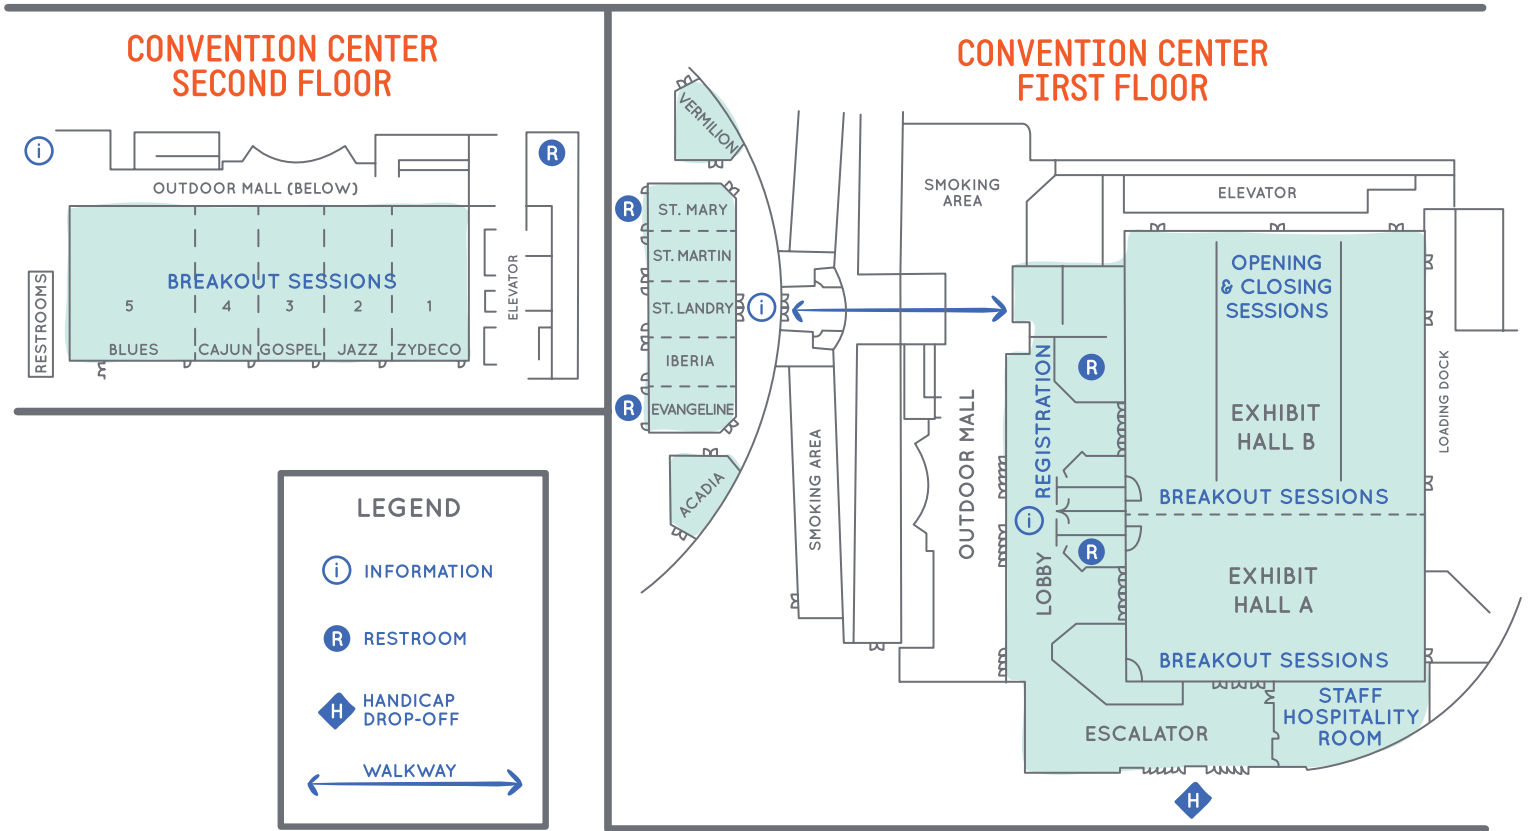 CONVENTION CENTER
SECOND FLOOR
i
R
OUTDOOR MALL (BELOW)
BREAKOUT SESSIONS
5
4
3
2
1
BLUES
CAJUN
GOSPEL
JAZZ
ZYDECO
RESTROOMS
ELEVATOR
LEGEND
i INFORMATION
R RESTROOM
H HANDICAP
DROP-OFF
WALKWAY
CONVENTION CENTER
FIRST FLOOR
VERMILION
R
ST. MARY
ST. MARTIN
ST. LANDRY
i
IBERIA
R
EVANGELINE
ACADIA
SMOKING
AREA
SMOKING AREA
OUTDOOR MALL
ELEVATOR
REGISTRATION
R
i
R
LOBBY
OPENING
& CLOSING
SESSIONS
EXHIBIT
HALL B
BREAKOUT SESSIONS
EXHIBIT
HALL A
BREAKOUT SESSIONS
LOADING DOCK
STAFF
HOSPITALITY
ROOM
ESCALATOR
H